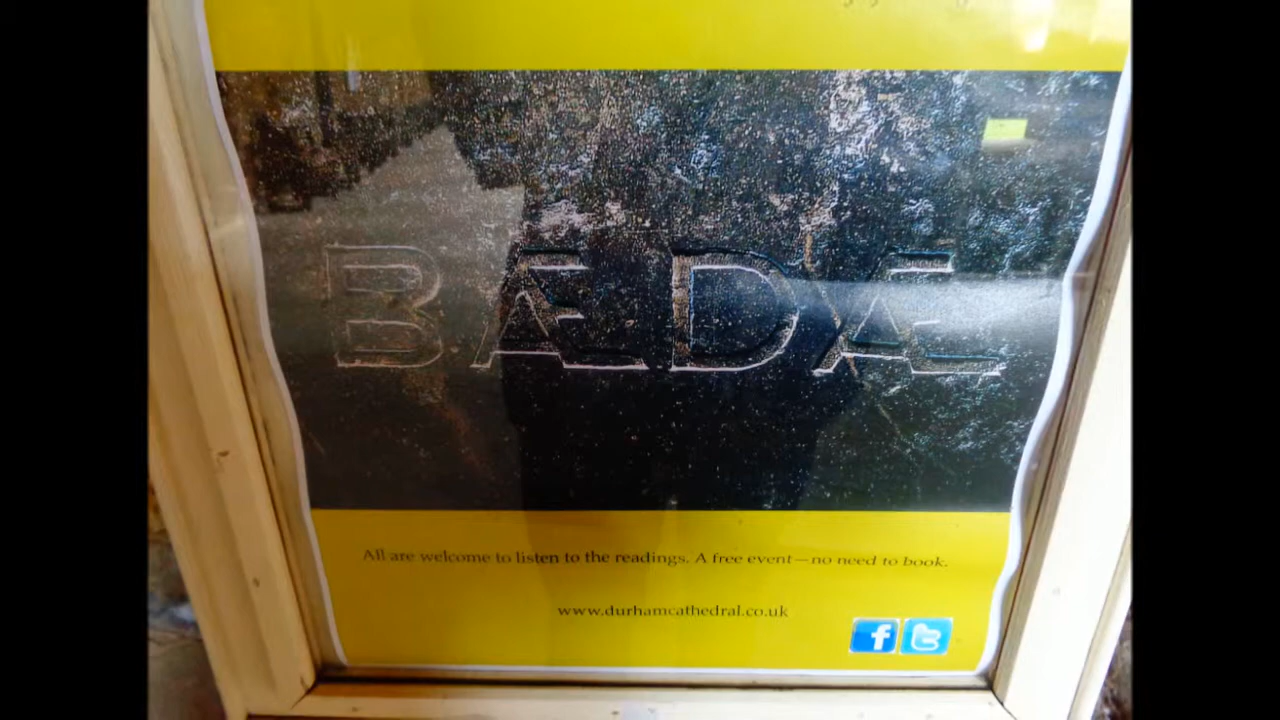 BÆDÆ
All are welcome to listen to the readings. A free event—no need to book.
www.durhamcathedral.co.uk